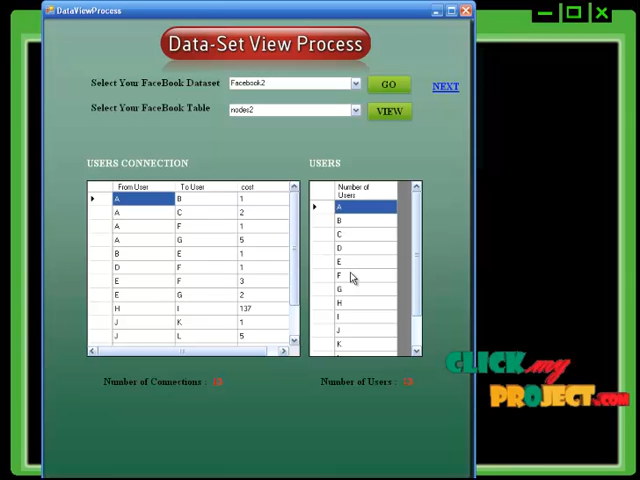 DataViewProcess
Data-Set View Process
Select Your FaceBook Dataset Facebook2 GO NEXT
Select Your FaceBook Table nodes2 VIEW
USERS CONNECTION USERS
From User To User cost
A B 1
A C 2
A F 1
A G 5
B E 1
D F 1
E F 3
E G 2
H I 137
J K 1
J L 5
Number of Users
A
B
C
D
E
F
G
H
I
J
K
Number of Connections :
Number of Users :
CLICK my
PROJECT.COM